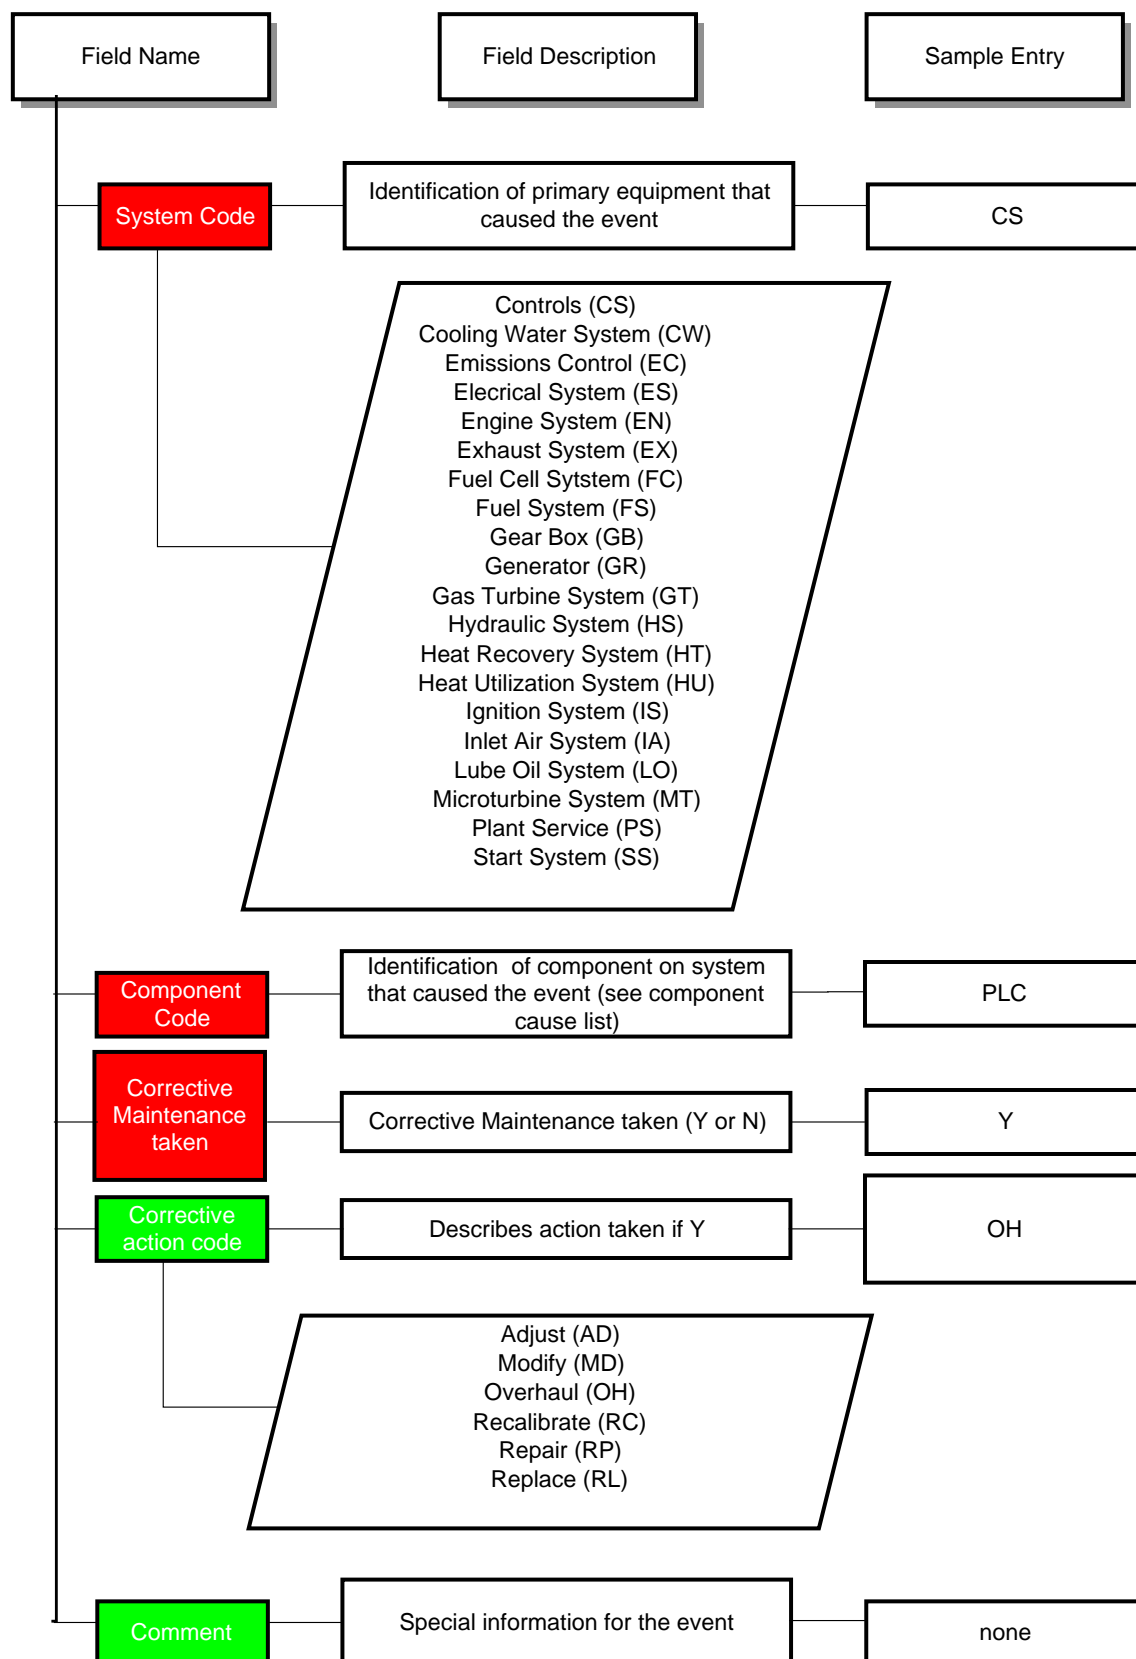 Field Name
Field Description
Sample Entry
System Code
Identification of primary equipment that
caused the event
CS
Controls (CS)
Cooling Water System (CW)
Emissions Control (EC)
Elecrical System (ES)
Engine System (EN)
Exhaust System (EX)
Fuel Cell Sytstem (FC)
Fuel System (FS)
Gear Box (GB)
Generator (GR)
Gas Turbine System (GT)
Hydraulic System (HS)
Heat Recovery System (HT)
Heat Utilization System (HU)
Ignition System (IS)
Inlet Air System (IA)
Lube Oil System (LO)
Microturbine System (MT)
Plant Service (PS)
Start System (SS)
Component
Code
Identification  of component on system
that caused the event (see component
cause list)
PLC
Corrective
Maintenance
taken
Corrective Maintenance taken (Y or N)
Y
Corrective
action code
Describes action taken if Y
OH
Adjust (AD)
Modify (MD)
Overhaul (OH)
Recalibrate (RC)
Repair (RP)
Replace (RL)
Comment
Special information for the event
none